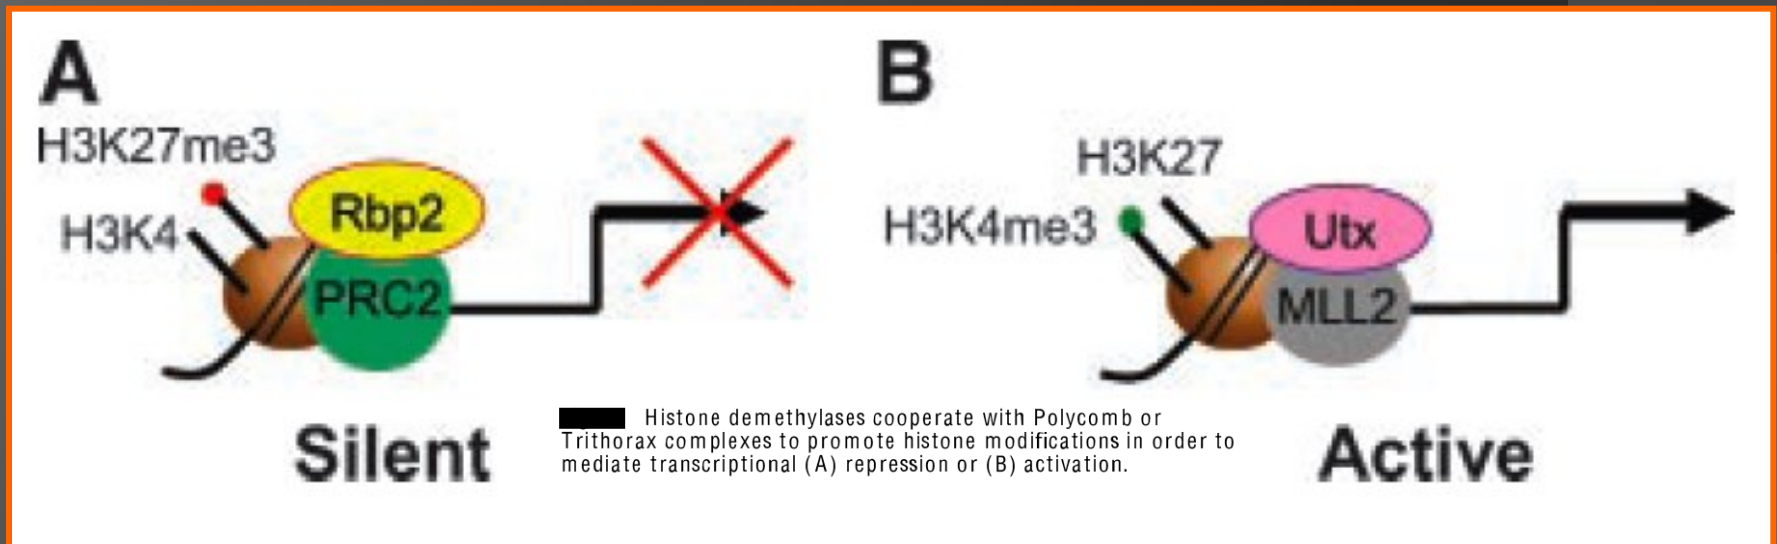 A
H3K27me3
H3K4
Rbp2
PRC2
Silent
B
H3K27
H3K4me3
Utx
MLL2
Active
Histone demethylases cooperate with Polycomb or
Trithorax complexes to promote histone modifications in order to
mediate transcriptional (A) repression or (B) activation.